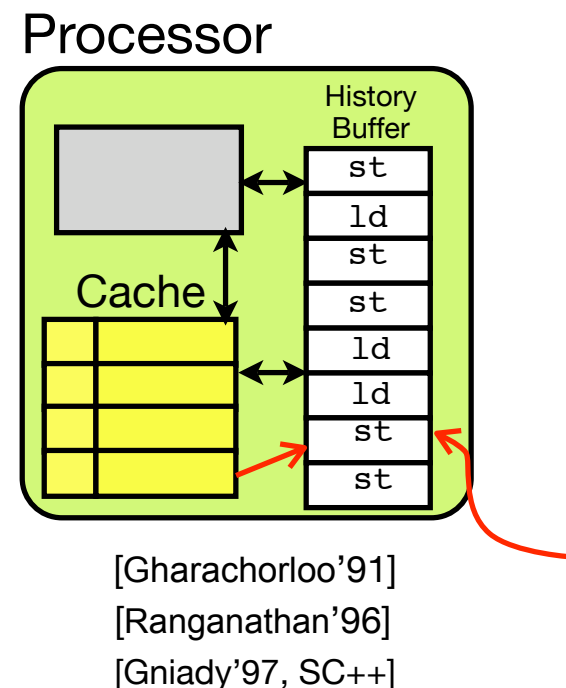 Processor
History
Buffer
st
ld
st
Cache
st
ld
ld
st
st
[Gharachorloo'91]
[Ranganathan'96]
[Gniady'97, SC++]